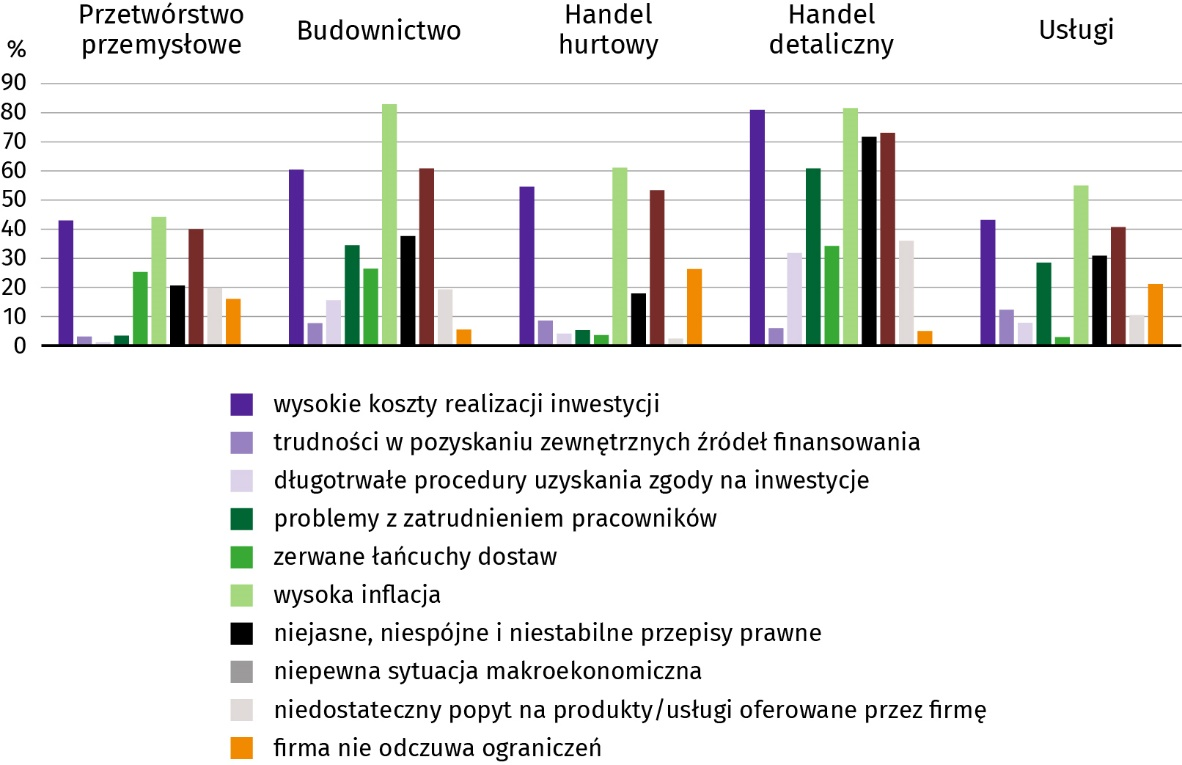 Przetwórstwo
przemysłowe
Budownictwo
Handel
hurtowy
Handel
detaliczny
Usługi
%
90
80
70
60
50
40
30
20
10
0
wysokie koszty realizacji inwestycji
trudności w pozyskaniu zewnętrznych źródeł finansowania
długotrwałe procedury uzyskania zgody na inwestycje
problemy z zatrudnieniem pracowników
zerwane łańcuchy dostaw
wysoka inflacja
niejasne, niespójne i niestabilne przepisy prawne
niepewna sytuacja makroekonomiczna
niedostateczny popyt na produkty/usługi oferowane przez firmę
firma nie odczuwa ograniczeń